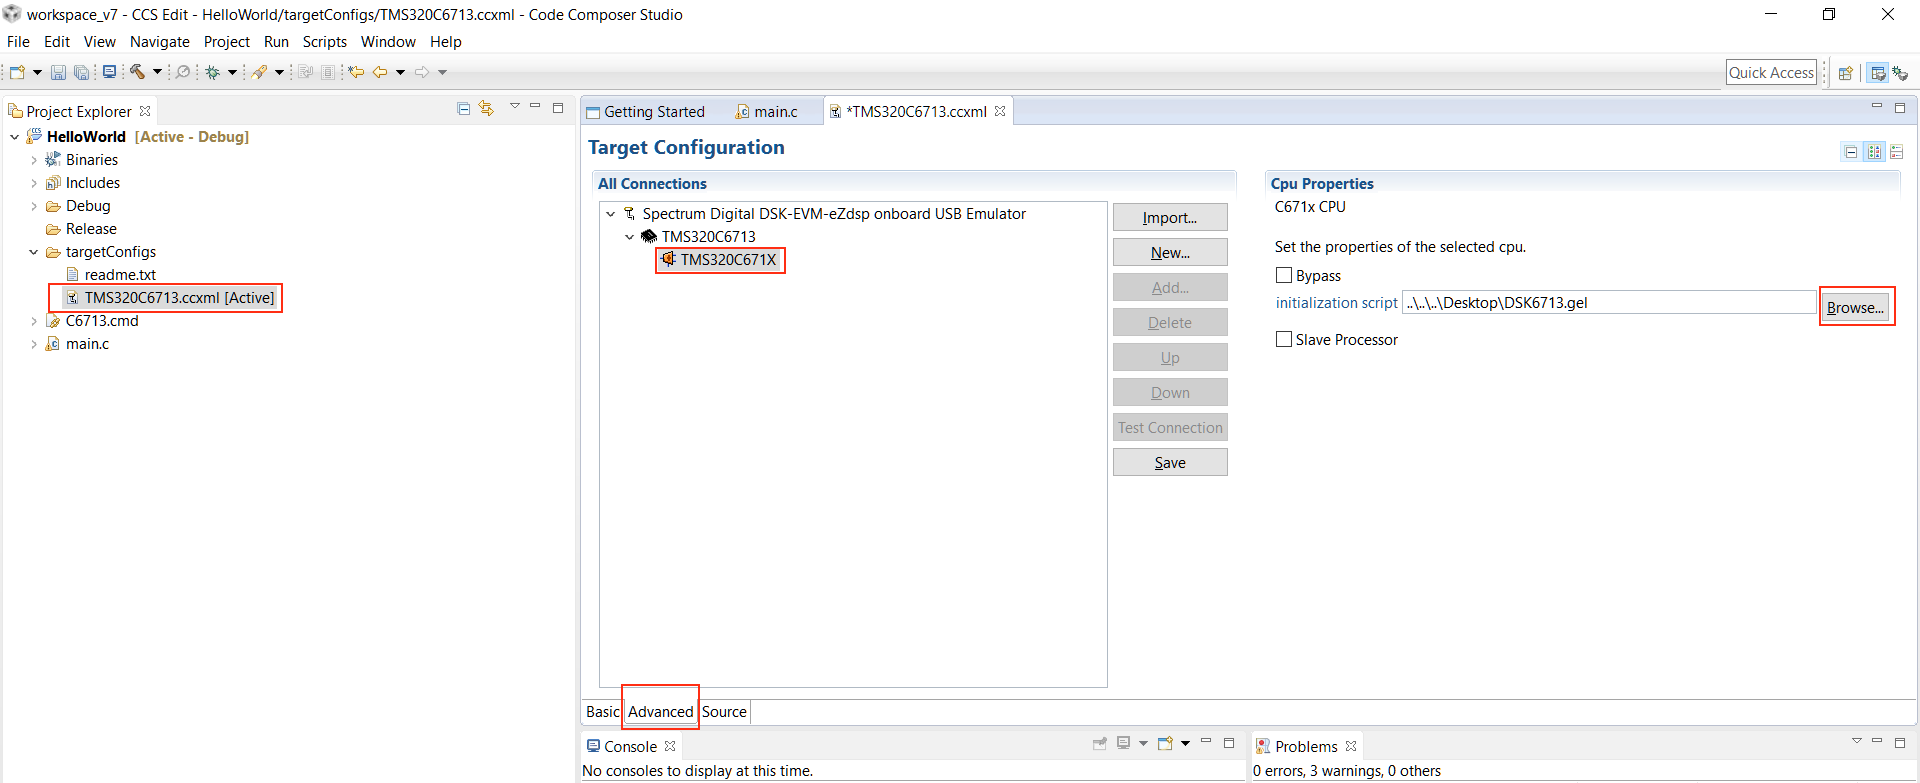 workspace_v7 - CCS Edit - HelloWorld/targetConfigs/TMS320C6713.ccxml - Code Composer Studio
File Edit View Navigate Project Run Scripts Window Help
Quick Access
Project Explorer
HelloWorld [Active - Debug]
Binaries
Includes
Debug
Release
targetConfigs
readme.txt
TMS320C6713.ccxml [Active]
C6713.cmd
main.c
Getting Started main.c *TMS320C6713.ccxml
Target Configuration
All Connections
Spectrum Digital DSK-EVM-eZdsp onboard USB Emulator
TMS320C6713
TMS320C671X
Import...
New...
Add...
Delete
Up
Down
Test Connection
Save
Cpu Properties
C671x CPU
Set the properties of the selected cpu.
Bypass
initialization script ..\..\..\Desktop\DSK6713.gel Browse...
Slave Processor
Basic Advanced Source
Console
No consoles to display at this time.
Problems
0 errors, 3 warnings, 0 others